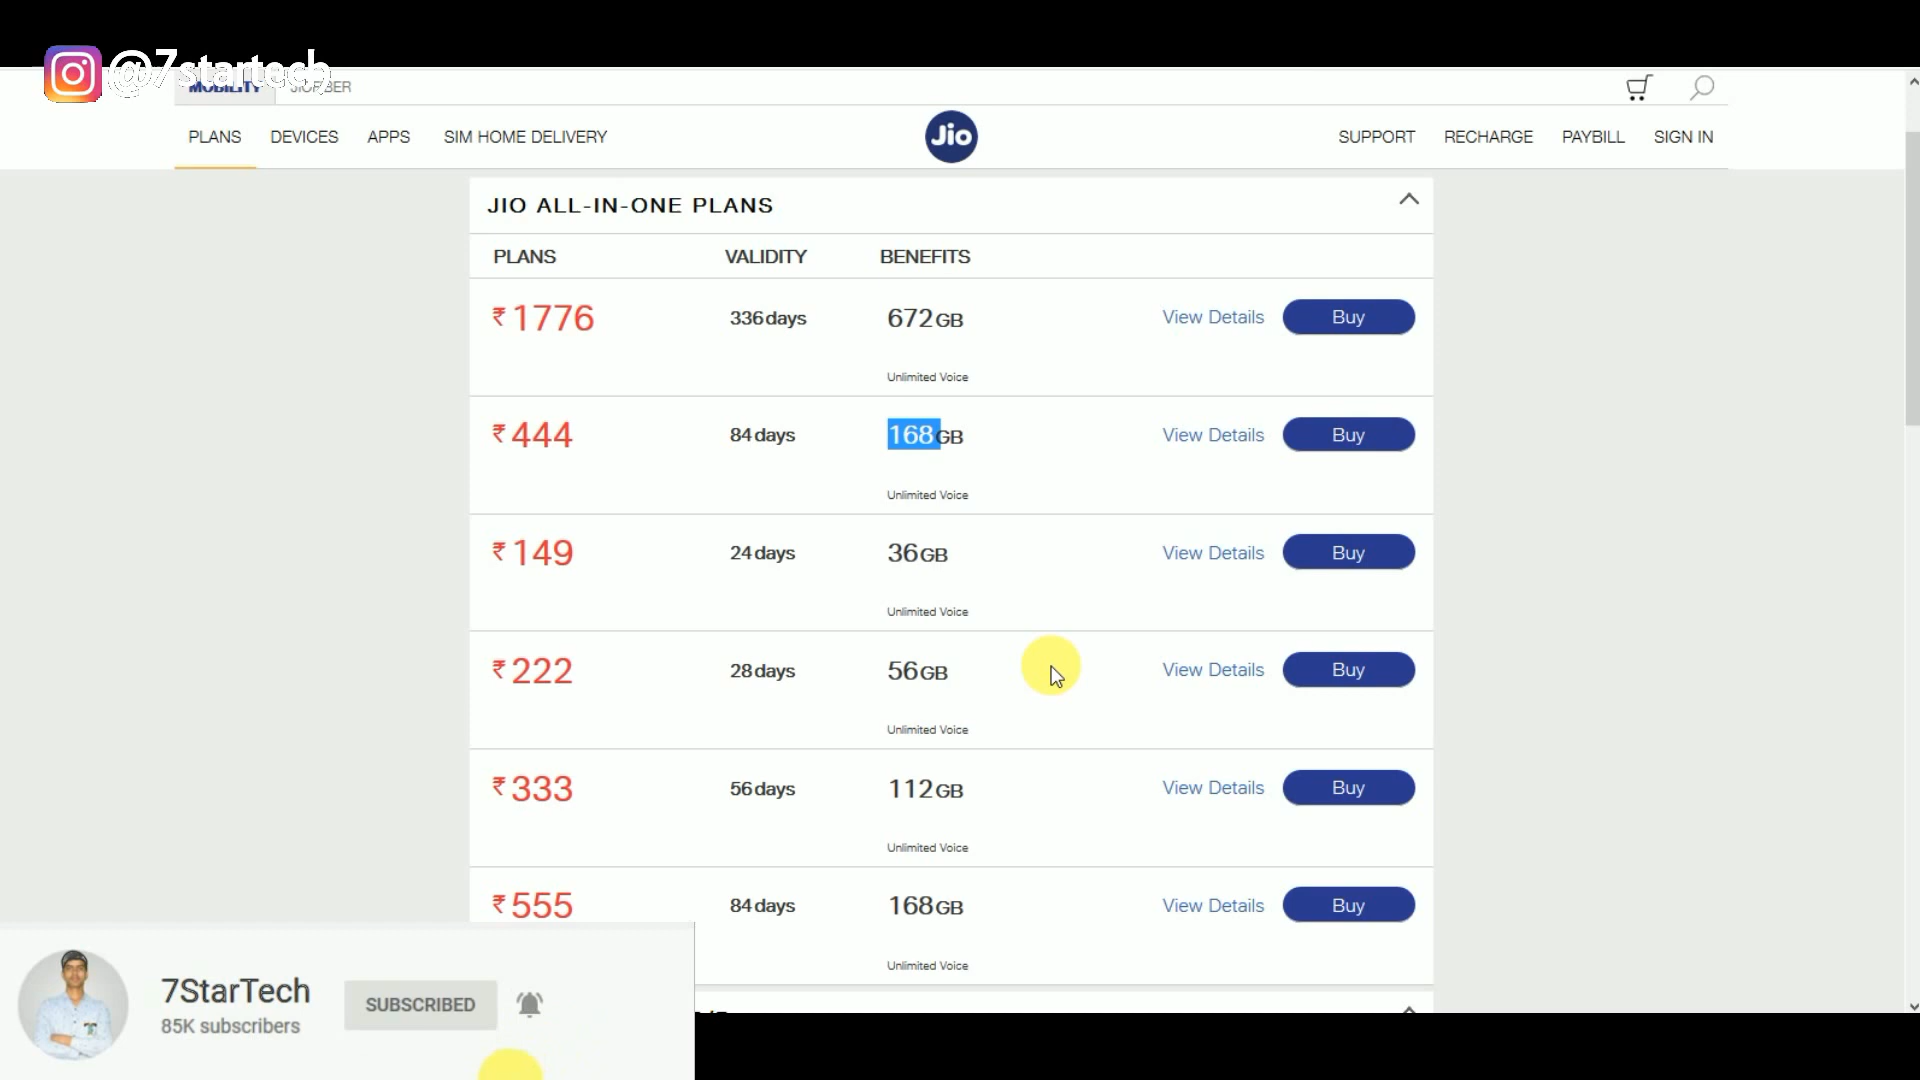 @7startech
MOBILITY JIOFIBER
PLANS DEVICES APPS SIM HOME DELIVERY Jio SUPPORT RECHARGE PAYBILL SIGN IN
JIO ALL-IN-ONE PLANS
PLANS VALIDITY BENEFITS
₹ 1776 336 days 672 GB View Details Buy
Unlimited Voice
₹ 444 84 days 168 GB View Details Buy
Unlimited Voice
₹ 149 24 days 36 GB View Details Buy
Unlimited Voice
₹ 222 28 days 56 GB View Details Buy
Unlimited Voice
₹ 333 56 days 112 GB View Details Buy
Unlimited Voice
₹ 555 84 days 168 GB View Details Buy
Unlimited Voice
7StarTech
85K subscribers
SUBSCRIBED